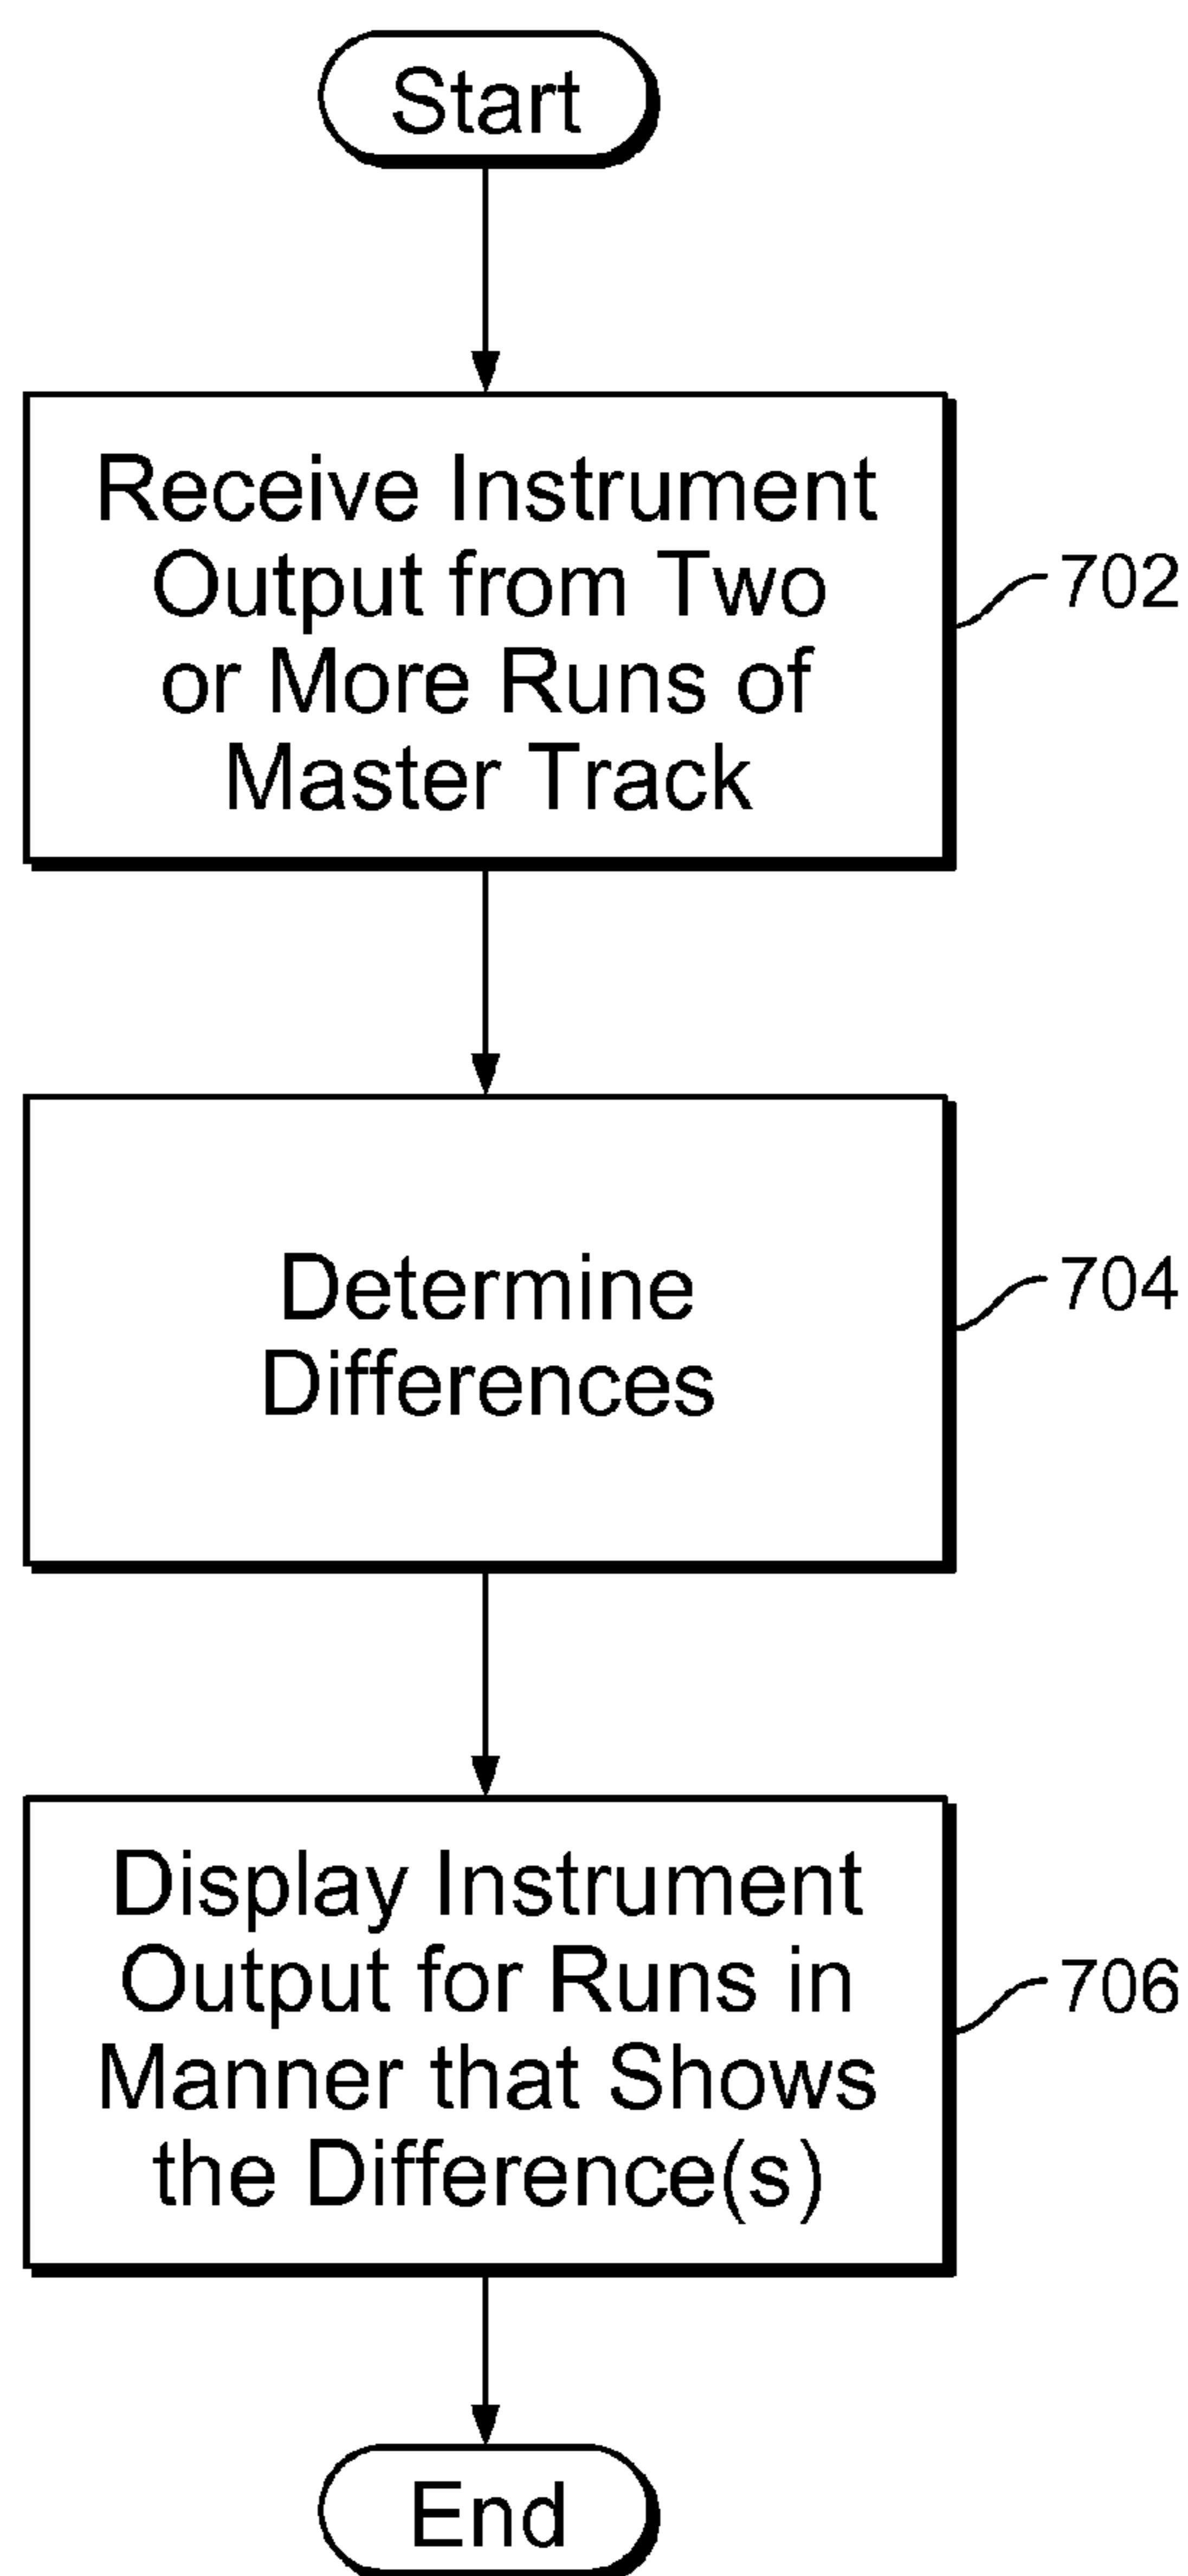 Start
Receive Instrument
Output from Two
or More Runs of
Master Track
702
Determine
Differences
704
Display Instrument
Output for Runs in
Manner that Shows
the Difference(s)
706
End